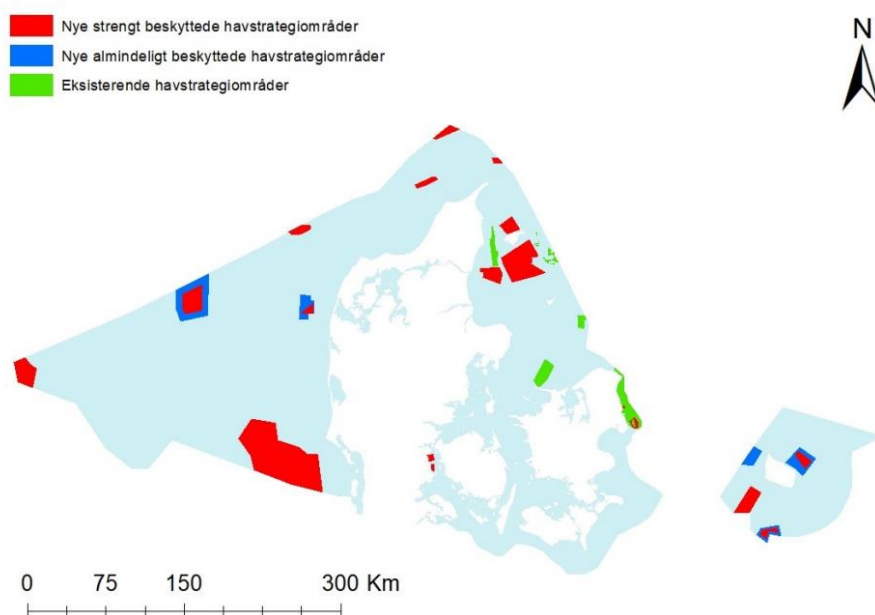 Nye strengt beskyttede havstrategiområder
Nye almindeligt beskyttede havstrategiområder
Eksisterende havstrategiområder
N
0 75 150 300 Km